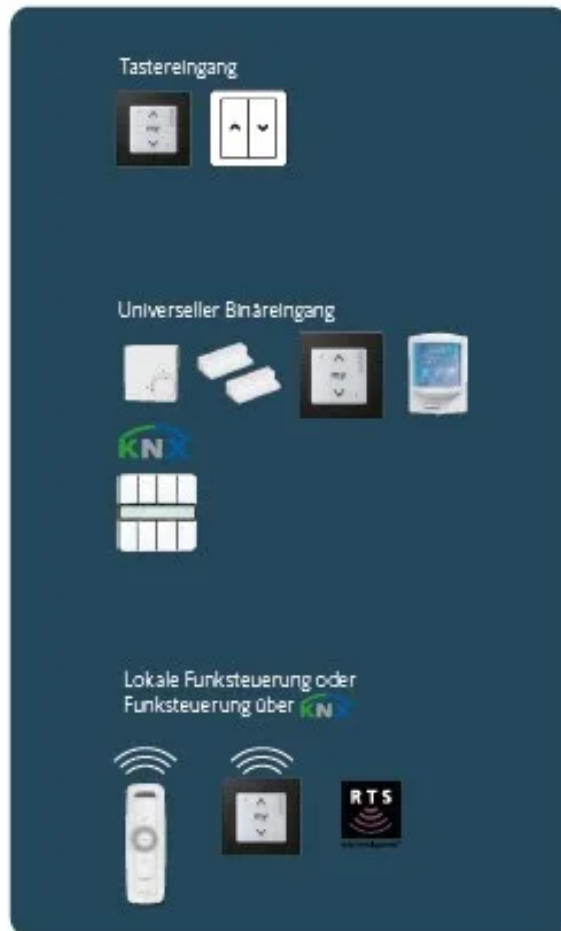 Tastereingang
my
Universeller Binäreingang
my
KNX
Lokale Funksteuerung oder
Funksteuerung über KNX
my
RTS